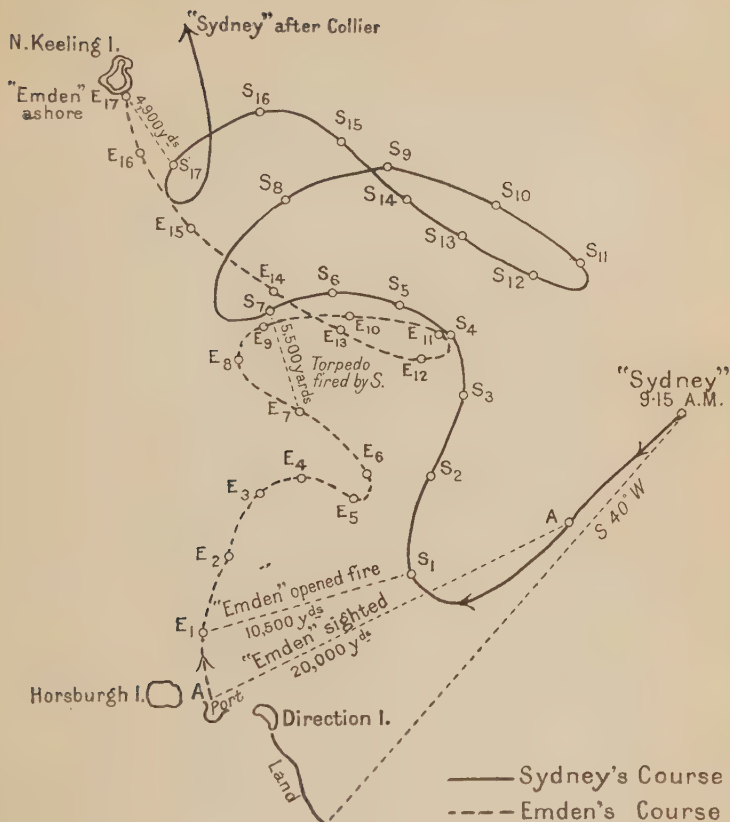 "Sydney" after Collier
N. Keeling I.
"Emden"
ashore
E17
4,900 yds
S17
S16
S15
E16
S9
S8
S14
S10
E15
S13
S11
S12
E14
S6
S5
S7
E10
E9
E13
E11
S4
E8
E12
5,500 yards
Torpedo
fired by S.
"Sydney"
9·15 A.M.
S3
E7
E6
E4
S2
E3
E5
A
S 40° W
E2
S1
"Emden" opened fire
10,500 yds
E1
"Emden" sighted
20,000 yds
Horsburgh I.
A
Port
Direction I.
Land
Sydney's Course
Emden's Course